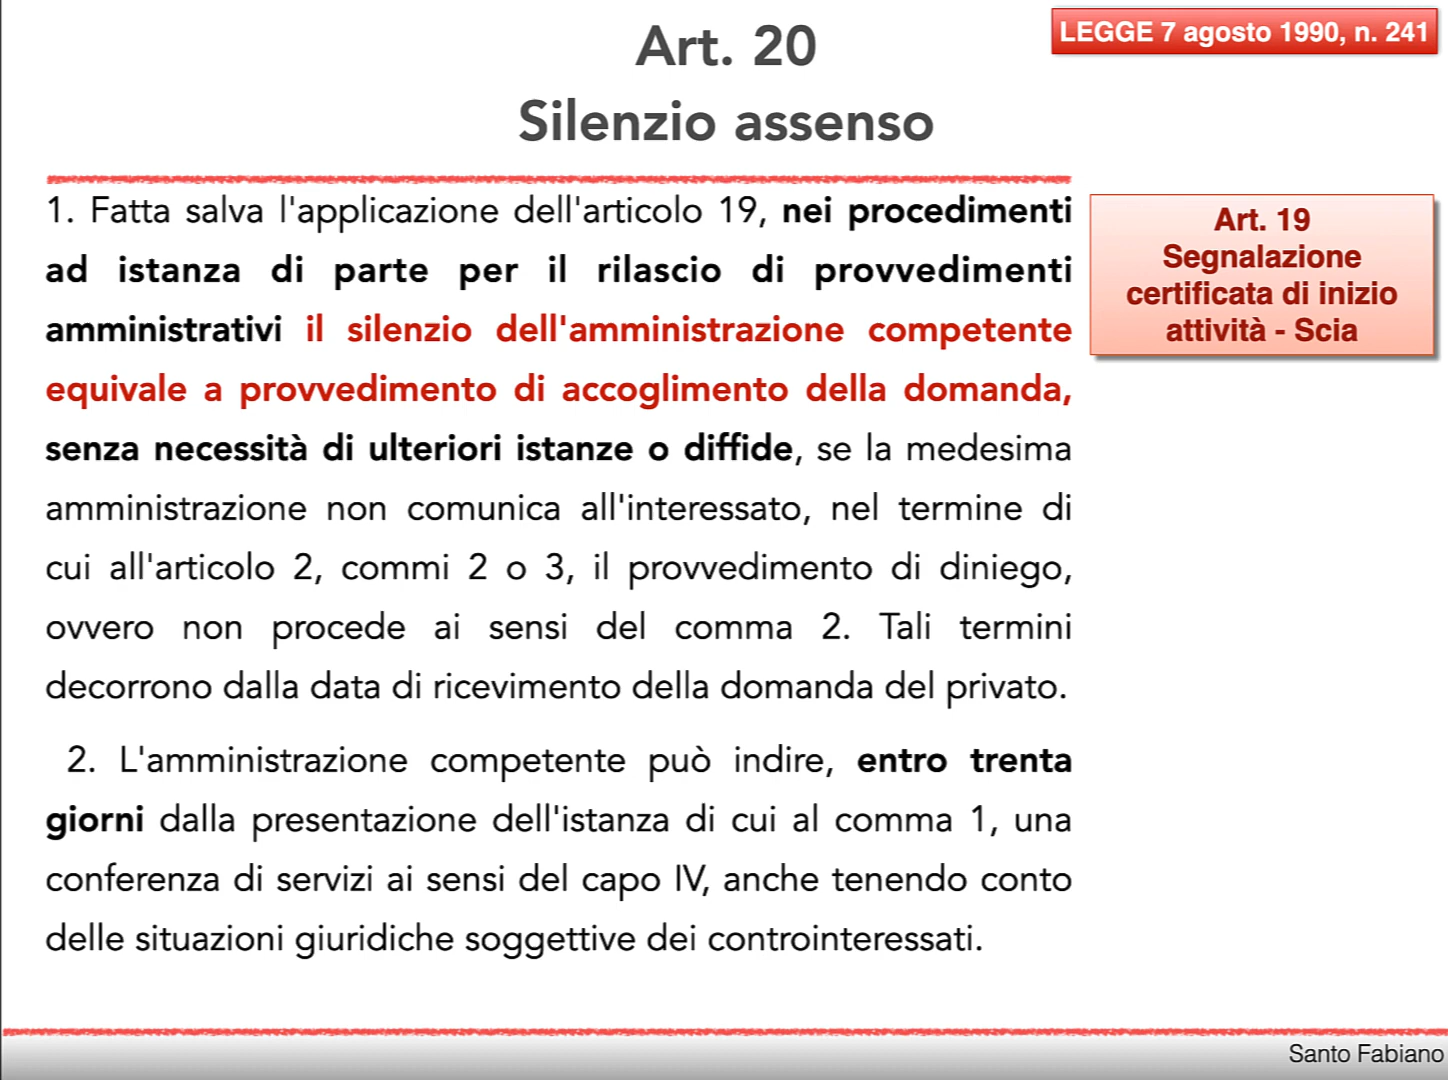 Art. 20
Silenzio assenso
LEGGE 7 agosto 1990, n. 241
1. Fatta salva l'applicazione dell'articolo 19, nei procedimenti
ad istanza di parte per il rilascio di provvedimenti
amministrativi il silenzio dell'amministrazione competente
equivale a provvedimento di accoglimento della domanda,
senza necessità di ulteriori istanze o diffide, se la medesima
amministrazione non comunica all'interessato, nel termine di
cui all'articolo 2, commi 2 o 3, il provvedimento di diniego,
ovvero non procede ai sensi del comma 2. Tali termini
decorrono dalla data di ricevimento della domanda del privato.
2. L'amministrazione competente può indire, entro trenta
giorni dalla presentazione dell'istanza di cui al comma 1, una
conferenza di servizi ai sensi del capo IV, anche tenendo conto
delle situazioni giuridiche soggettive dei controinteressati.
Art. 19
Segnalazione
certificata di inizio
attività - Scia
Santo Fabiano